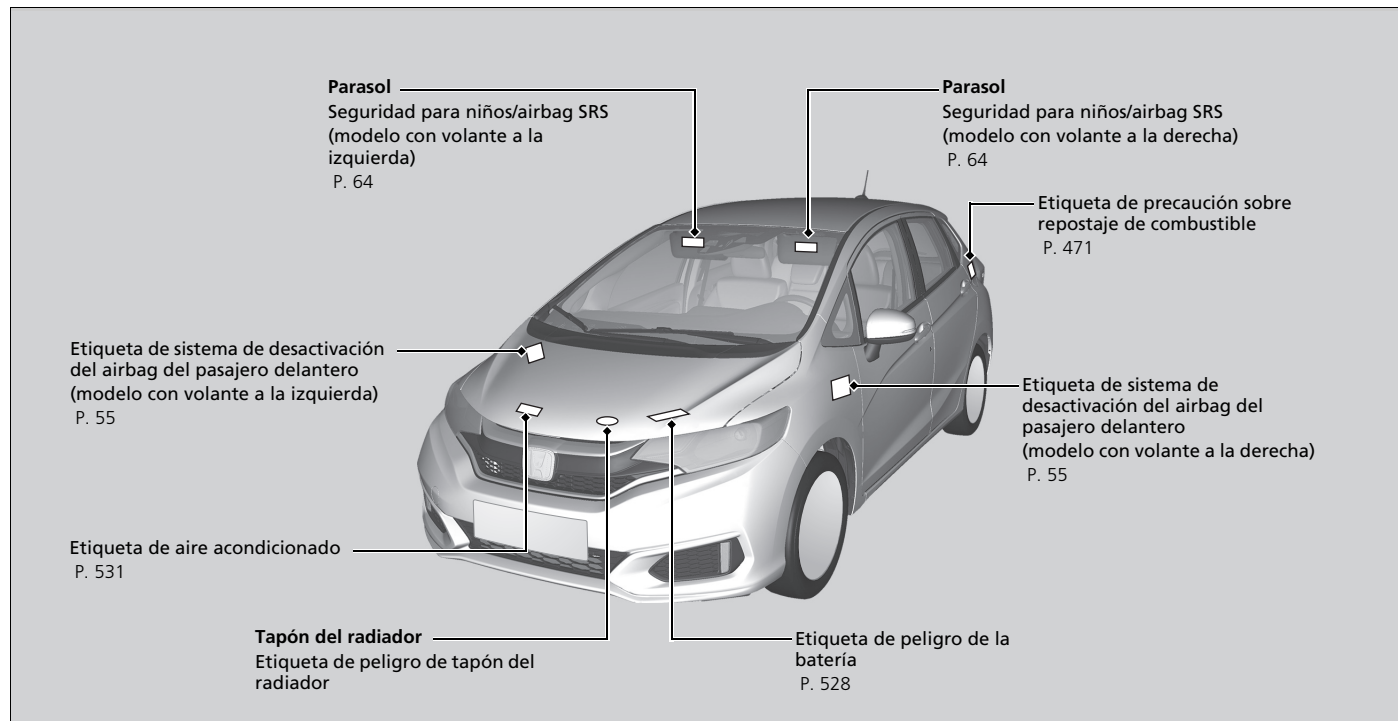 Parasol
Seguridad para niños/airbag SRS
(modelo con volante a la
izquierda)
P. 64
Parasol
Seguridad para niños/airbag SRS
(modelo con volante a la derecha)
P. 64
Etiqueta de precaución sobre
repostaje de combustible
P. 471
Etiqueta de sistema de desactivación
del airbag del pasajero delantero
(modelo con volante a la izquierda)
P. 55
Etiqueta de sistema de
desactivación del airbag del
pasajero delantero
(modelo con volante a la derecha)
P. 55
Etiqueta de aire acondicionado
P. 531
Tapón del radiador
Etiqueta de peligro de tapón del
radiador
Etiqueta de peligro de la
batería
P. 528